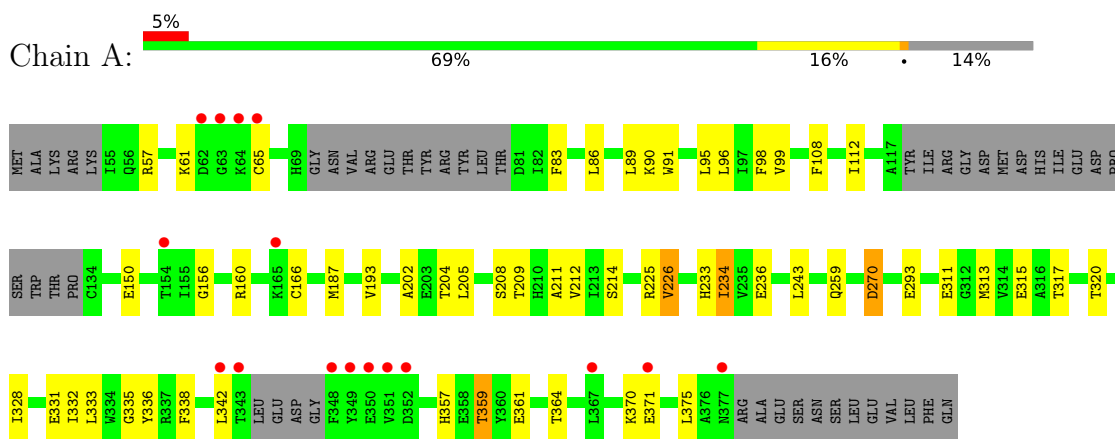 5%
Chain A:
69% 16% • 14%
MET ALA LYS ARG LYS I55 Q56 R57 K61 D62 G63 K64 C65 H69 GLY ASN VAL ARG GLU THR TYR ARG TYR LEU THR D81 I82 F83 L86 L89 K90 W91 L95 L96 I97 F98 V99 F108 I112 A117 TYR ILE ARG GLY ASP MET ASP HIS ILE GLU ASP PRO
SER TRP THR PRO C134 E150 T154 I155 G156 R160 K165 C166 M187 V193 A202 E203 T204 L205 S208 T209 H210 A211 V212 I213 S214 R225 V226 H233 I234 V235 E236 L243 Q259 D270 E293 E311 G312 M313 V314 E315 A316 T317 T320
I328 E331 I332 L333 W334 G335 Y336 R337 F338 L342 T343 LEU GLU ASP GLY F348 Y349 E350 V351 D352 H357 E358 T359 Y360 E361 T364 L367 K370 E371 L375 A376 N377 ARG ALA GLU SER ASN SER LEU GLU VAL LEU PHE GLN